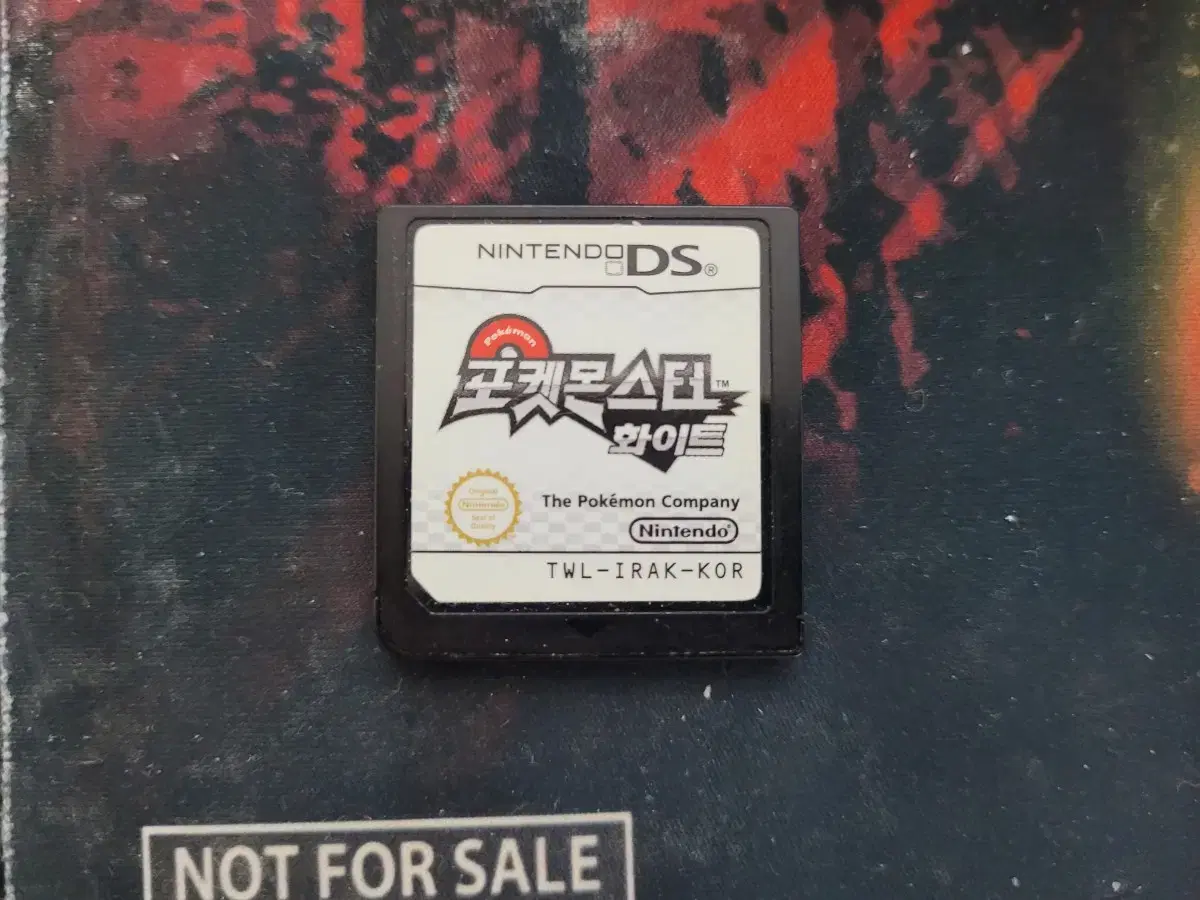 NINTENDO DS®
Pokémon
포켓몬스터™
화이트
Original
Nintendo
Seal of
Quality
The Pokémon Company
Nintendo®
TWL-IRAK-KOR
NOT FOR SALE